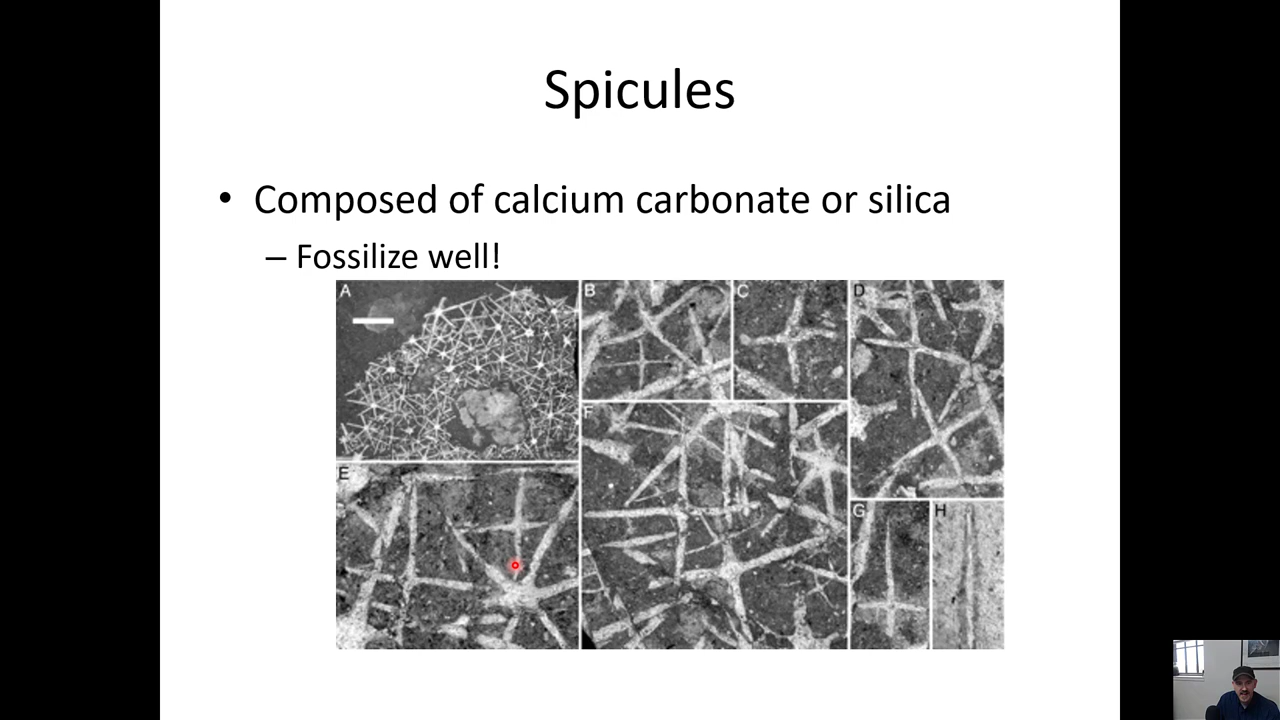 Spicules
• Composed of calcium carbonate or silica
– Fossilize well!
A
B
C
D
E
F
G
H